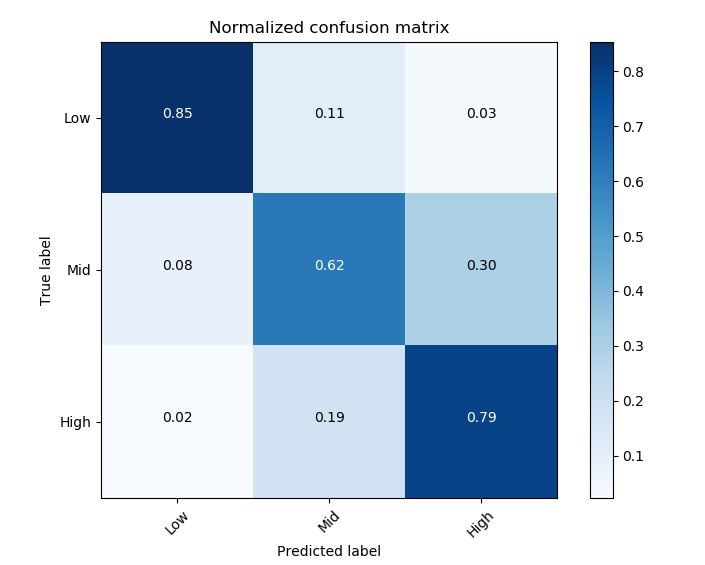 Normalized confusion matrix
Low 0.85 0.11 0.03
Mid 0.08 0.62 0.30
High 0.02 0.19 0.79
Low Mid High
Predicted label
True label
0.8
0.7
0.6
0.5
0.4
0.3
0.2
0.1